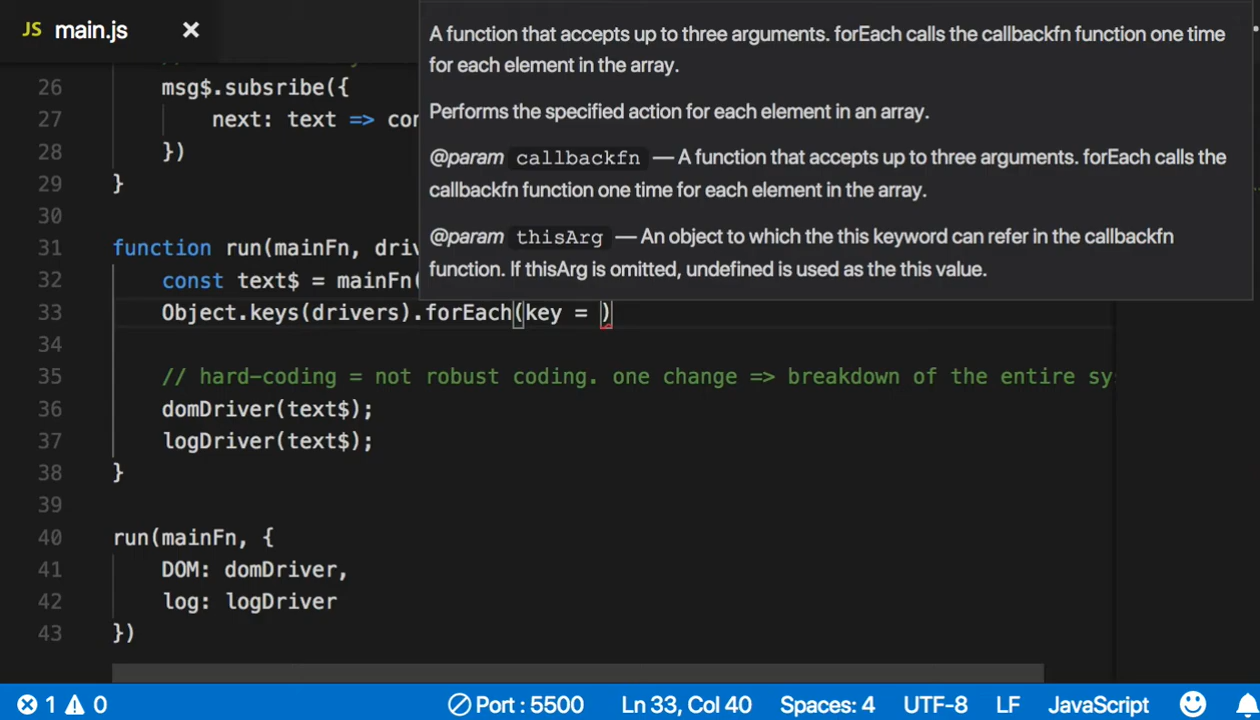 JS main.js ×
A function that accepts up to three arguments. forEach calls the callbackfn function one time
for each element in the array.
Performs the specified action for each element in an array.
@param callbackfn — A function that accepts up to three arguments. forEach calls the
callbackfn function one time for each element in the array.
@param thisArg — An object to which the this keyword can refer in the callbackfn
function. If thisArg is omitted, undefined is used as the this value.
26 msg$.subsribe({
27 next: text => con
28 })
29 }
30
31 function run(mainFn, driv
32 const text$ = mainFn(
33 Object.keys(drivers).forEach(key = )
34
35 // hard-coding = not robust coding. one change => breakdown of the entire sy
36 domDriver(text$);
37 logDriver(text$);
38 }
39
40 run(mainFn, {
41 DOM: domDriver,
42 log: logDriver
43 })
1 0 Port : 5500 Ln 33, Col 40 Spaces: 4 UTF-8 LF JavaScript